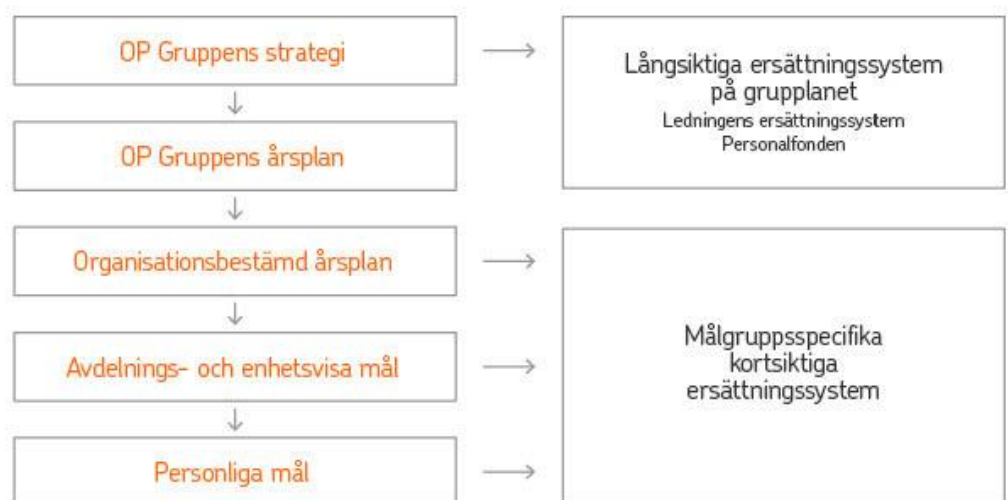 OP Gruppens strategi
OP Gruppens årsplan
Organisationsbestämd årsplan
Avdelnings- och enhetsvisa mål
Personliga mål
Långsiktiga ersättningssystem
på grupplanet
Ledningens ersättningssystem
Personalfonden
Målgruppsspecifika
kortsiktiga
ersättningssystem